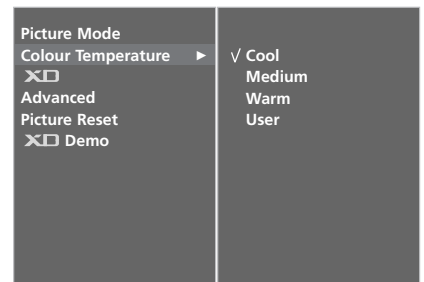 Picture Mode
Colour Temperature ►
XD
Advanced
Picture Reset
XD Demo
√ Cool
Medium
Warm
User